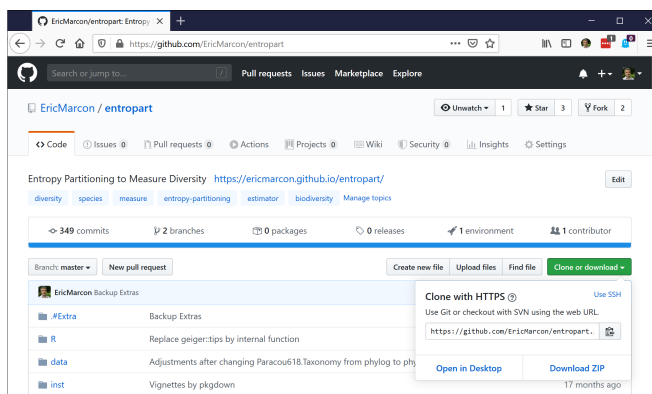 EricMarcon/entropart: Entropy
https://github.com/EricMarcon/entropart
Search or jump to...
/
Pull requests Issues Marketplace Explore
EricMarcon / entropart
Unwatch 1 Star 3 Fork 2
Code Issues 0 Pull requests 0 Actions Projects 0 Wiki Security 0 Insights Settings
Entropy Partitioning to Measure Diversity https://ericmarcon.github.io/entropart/ Edit
diversity species measure entropy-partitioning estimator biodiversity Manage topics
349 commits 2 branches 0 packages 0 releases 1 environment 1 contributor
Branch: master New pull request Create new file Upload files Find file Clone or download
EricMarcon Backup Extras
.#Extra Backup Extras
R Replace geiger::tips by internal function
data Adjustments after changing Paracou618.Taxonomy from phylog to phy
inst Vignettes by pkgdown 17 months ago
Clone with HTTPS Use SSH
Use Git or checkout with SVN using the web URL.
https://github.com/EricMarcon/entropart.
Open in Desktop Download ZIP